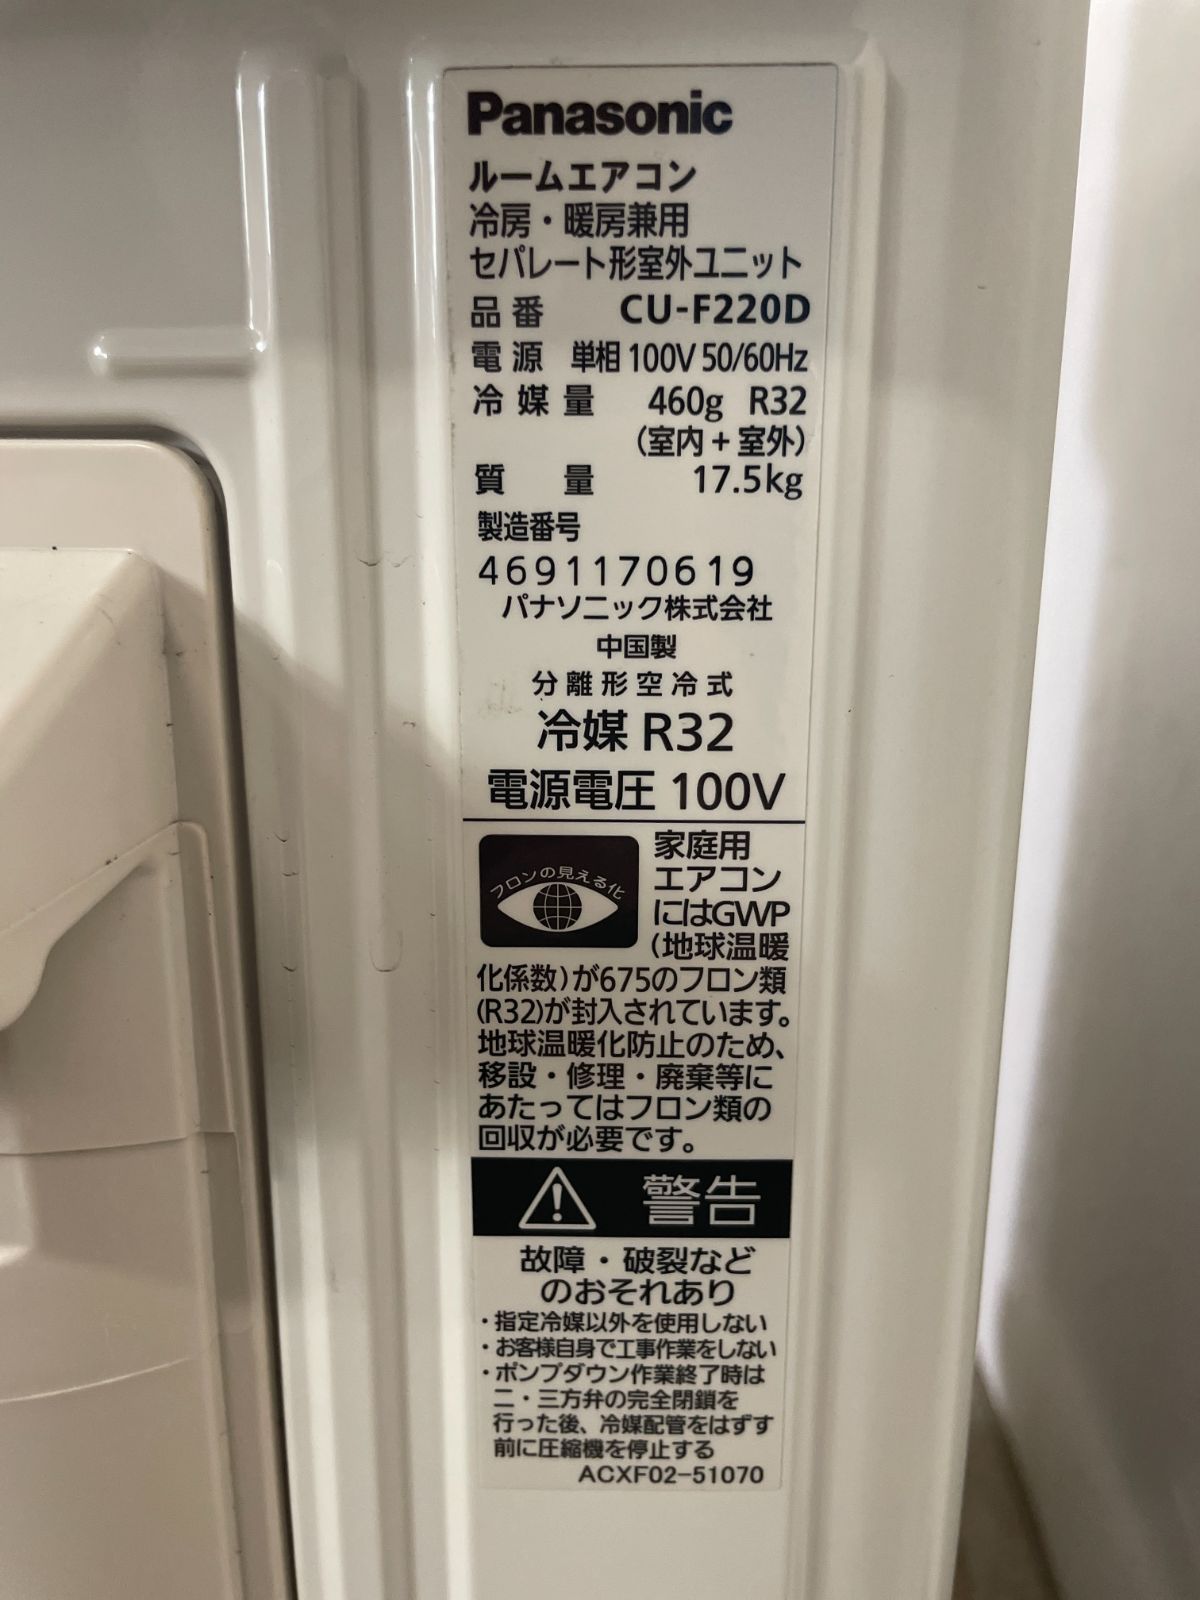 Panasonic
ルームエアコン
冷房・暖房兼用
セパレート形室外ユニット
品番 CU-F220D
電源 単相 100V 50/60Hz
冷媒量 460g R32
(室内+室外)
質量 17.5kg
製造番号
4691170619
パナソニック株式会社
中国製
分離形空冷式
冷媒 R32
電源電圧 100V
フロンの見える化
家庭用
エアコン
にはGWP
(地球温暖
化係数)が675のフロン類
(R32)が封入されています。
地球温暖化防止のため、
移設・修理・廃棄等に
あたってはフロン類の
回収が必要です。
警告
故障・破裂など
のおそれあり
・指定冷媒以外を使用しない
・お客様自身で工事作業をしない
・ポンプダウン作業終了時は
二・三方弁の完全閉鎖を
行った後、冷媒配管をはずす
前に圧縮機を停止する
ACXF02-51070